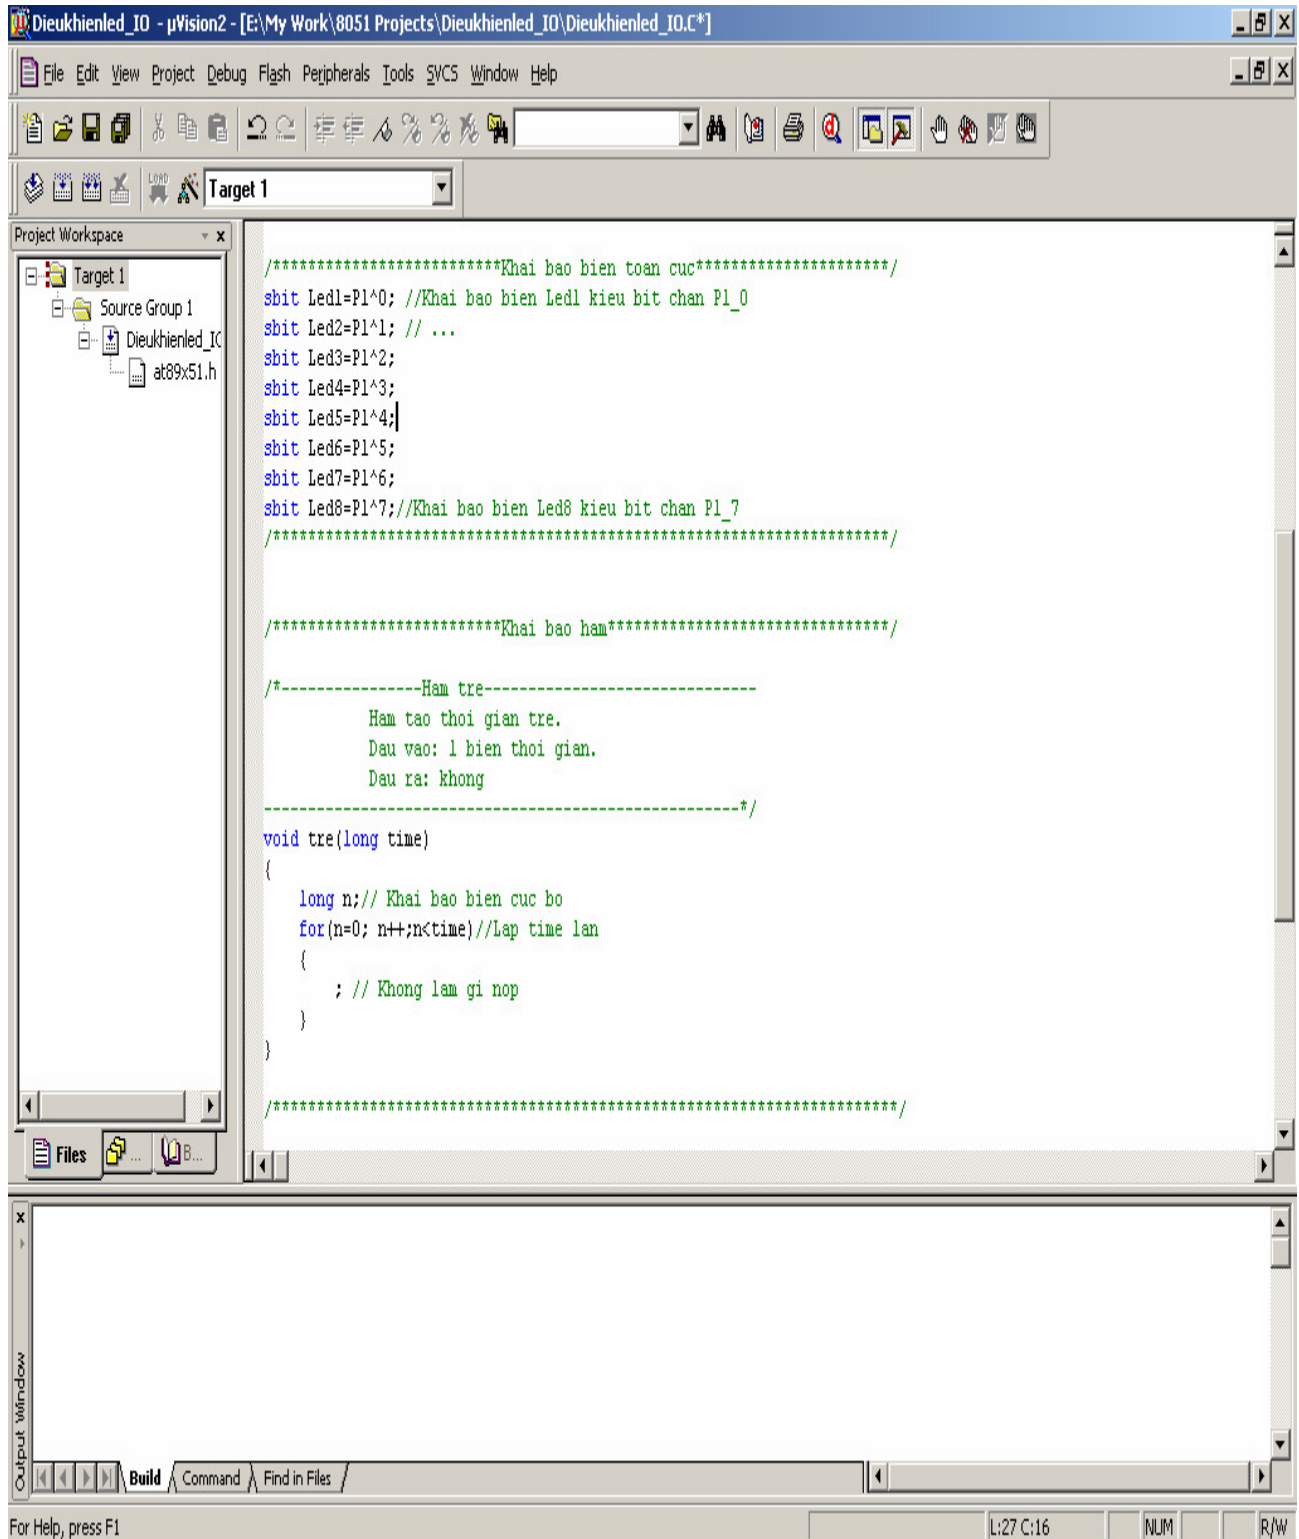 Dieukhienled_IO - µVision2 - [E:\My Work\8051 Projects\Dieukhienled_IO\Dieukhienled_IO.C*]
File Edit View Project Debug Flash Peripherals Tools SVCS Window Help
LOAD Target 1
Project Workspace
Target 1
Source Group 1
Dieukhienled_IO
at89x51.h
Files ... B...
/**************************Khai bao bien toan cuc**********************/
sbit Led1=P1^0; //Khai bao bien Led1 kieu bit chan P1_0
sbit Led2=P1^1; // ...
sbit Led3=P1^2;
sbit Led4=P1^3;
sbit Led5=P1^4;
sbit Led6=P1^5;
sbit Led7=P1^6;
sbit Led8=P1^7;//Khai bao bien Led8 kieu bit chan P1_7
/**********************************************************************/
/**************************Khai bao ham********************************/
/*----------------Ham tre-------------------------------
Ham tao thoi gian tre.
Dau vao: 1 bien thoi gian.
Dau ra: khong
------------------------------------------------------*/
void tre(long time)
{
long n;// Khai bao bien cuc bo
for(n=0; n++;n<time)//Lap time lan
{
; // Khong lam gi nop
}
}
/***********************************************************************/
Output Window
Build Command Find in Files
For Help, press F1 L:27 C:16 NUM R/W